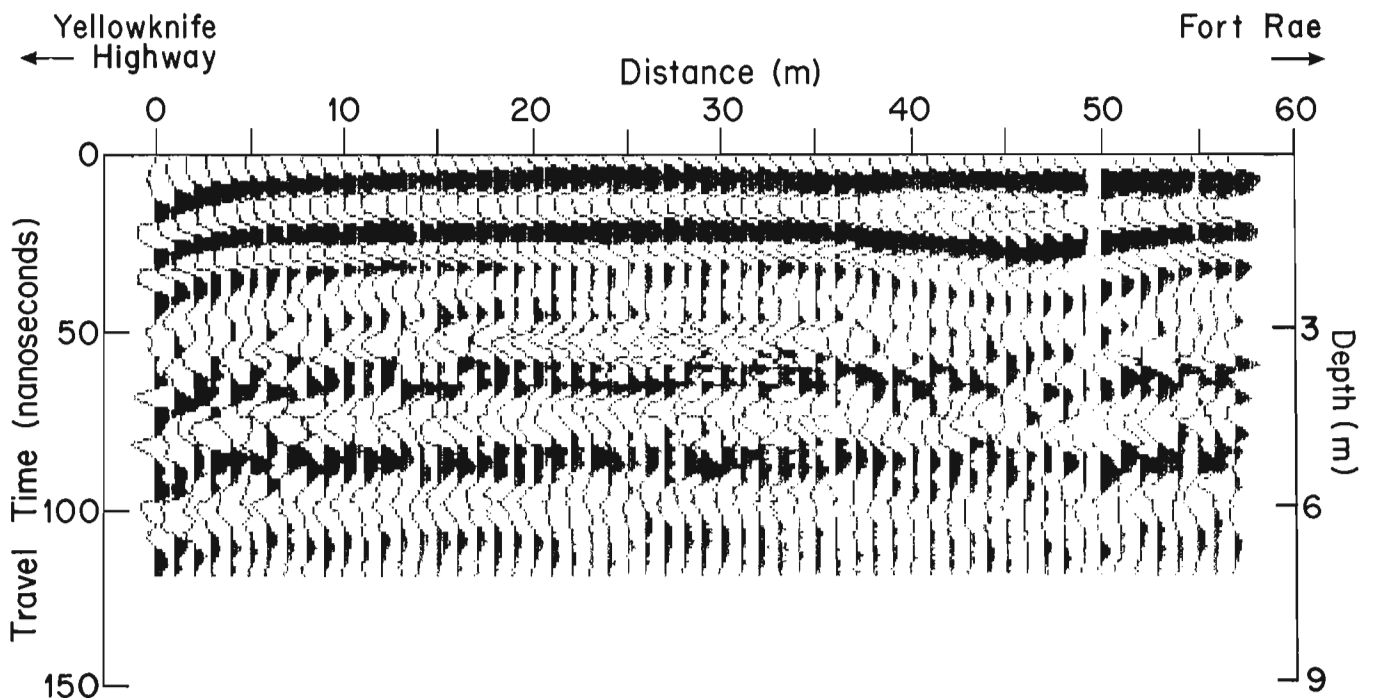 Yellowknife
← Highway
Fort Rae
→
Distance (m)
0 10 20 30 40 50 60
0
50
100
150
Travel Time (nanoseconds)
3
6
9
Depth (m)